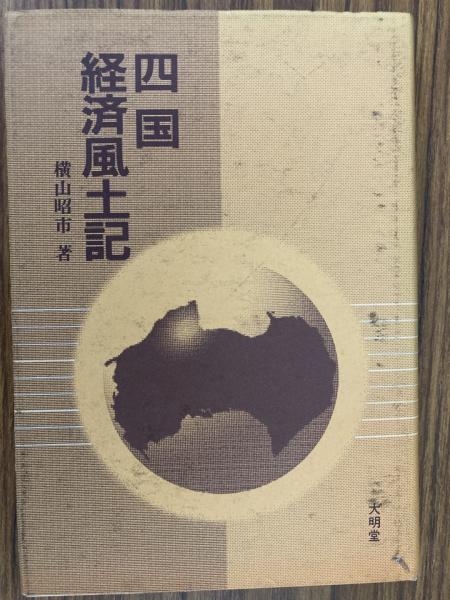 四国
経済風土記
横山昭市 著
大明堂